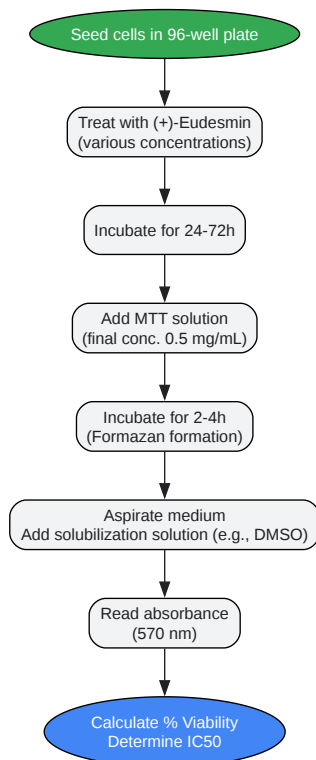 Seed cells in 96-well plate
Treat with (+)-Eudesmin
(various concentrations)
Incubate for 24-72h
Add MTT solution
(final conc. 0.5 mg/mL)
Incubate for 2-4h
(Formazan formation)
Aspirate medium
Add solubilization solution (e.g., DMSO)
Read absorbance
(570 nm)
Calculate % Viability
Determine IC50